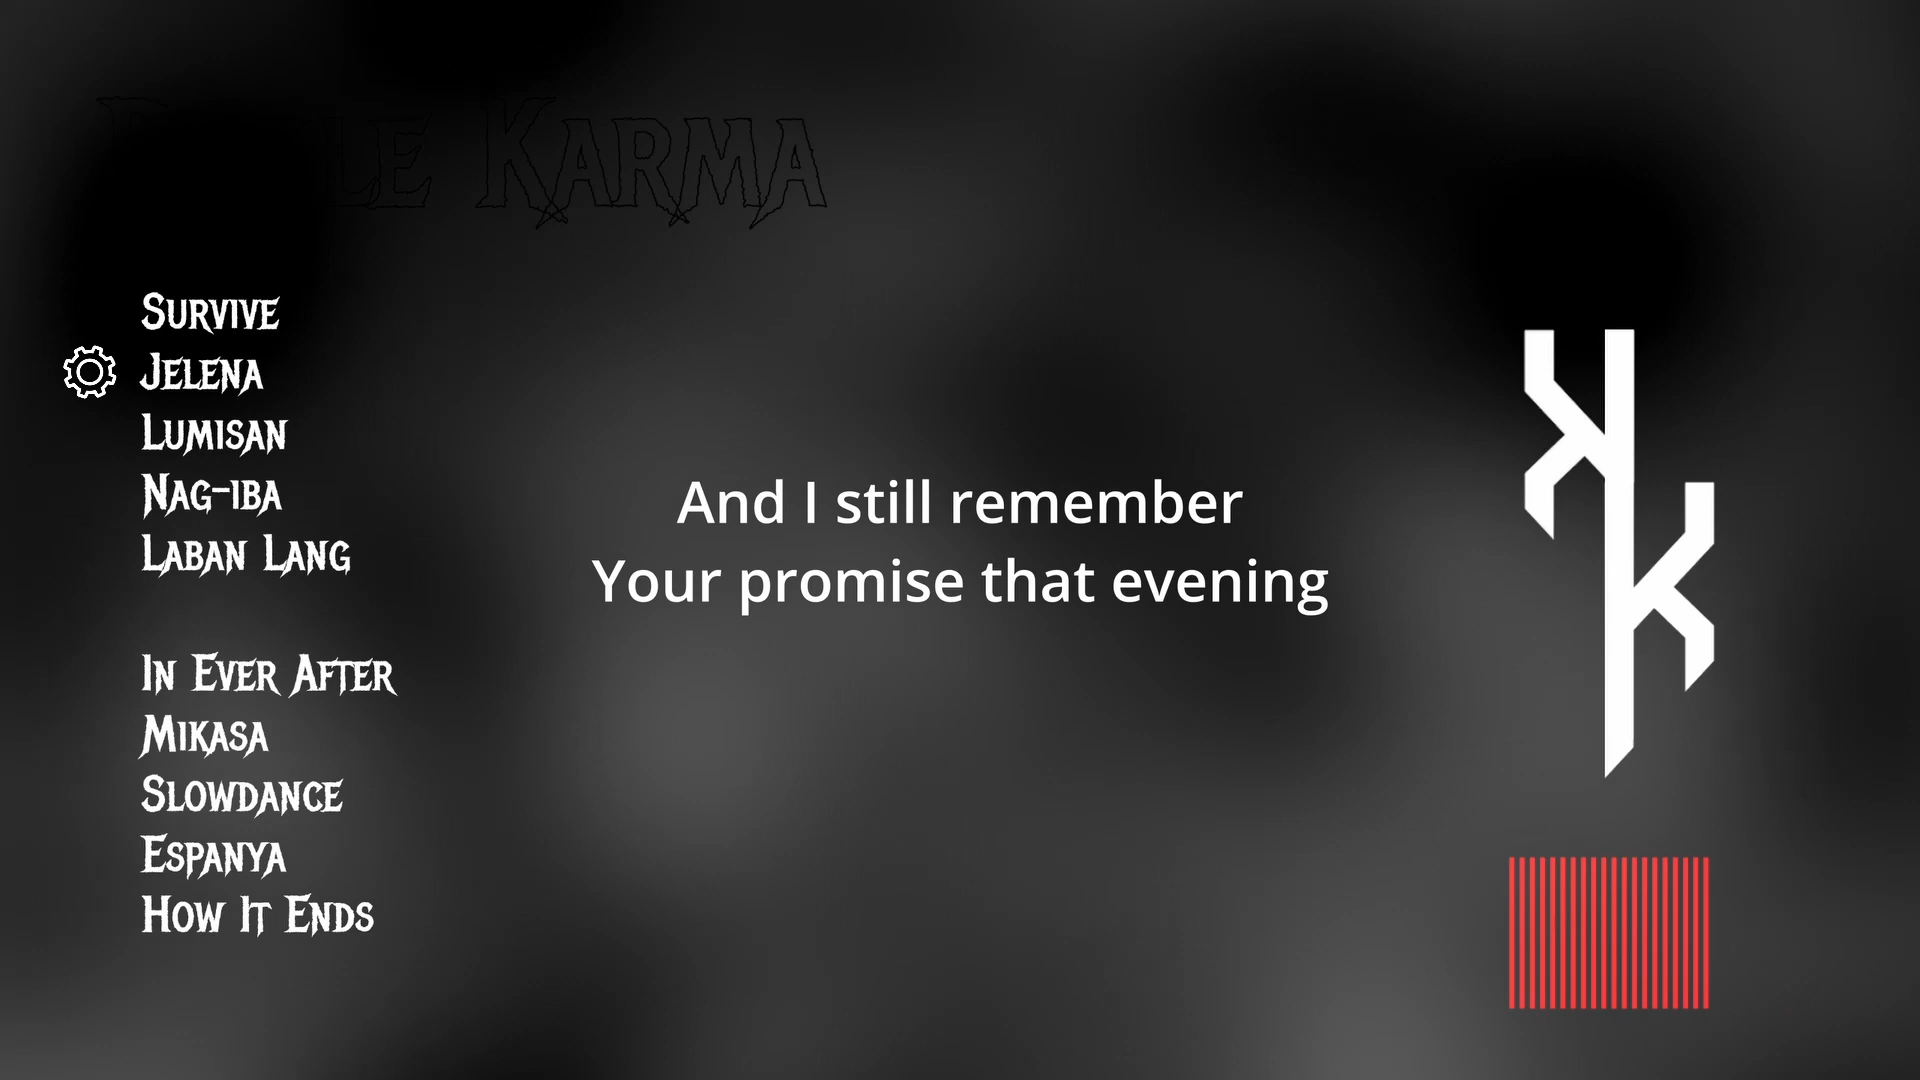 Karma
Survive
Jelena
Lumisan
Nag-iba
Laban Lang
In Ever After
Mikasa
Slowdance
Espanya
How It Ends
And I still remember
Your promise that evening